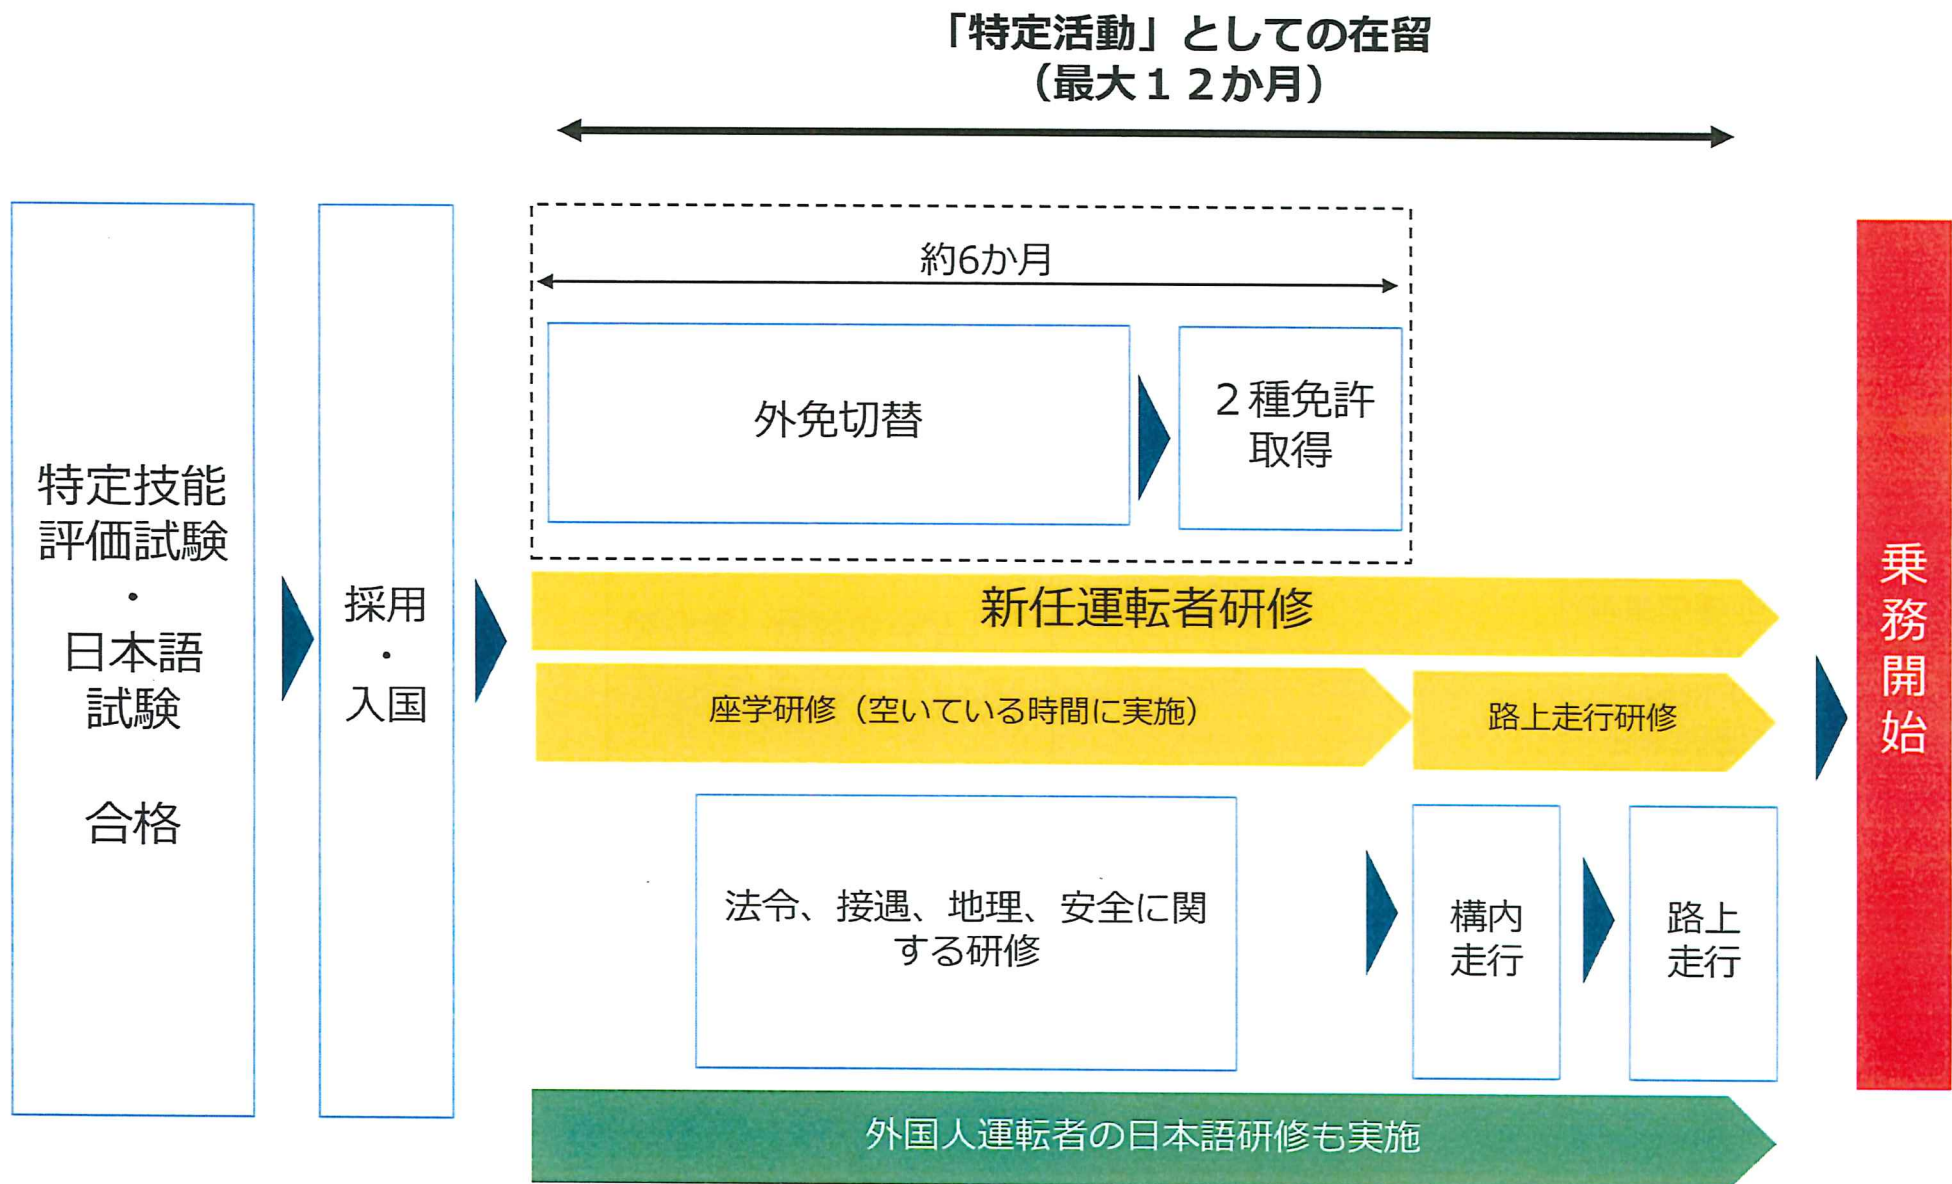 「特定活動」としての在留
（最大１２か月）
特定技能
評価試験
・
日本語
試験
合格
採用
・
入国
約6か月
外免切替
２種免許
取得
新任運転者研修
座学研修（空いている時間に実施）
路上走行研修
法令、接遇、地理、安全に関
する研修
構内
走行
路上
走行
外国人運転者の日本語研修も実施
乗務開始